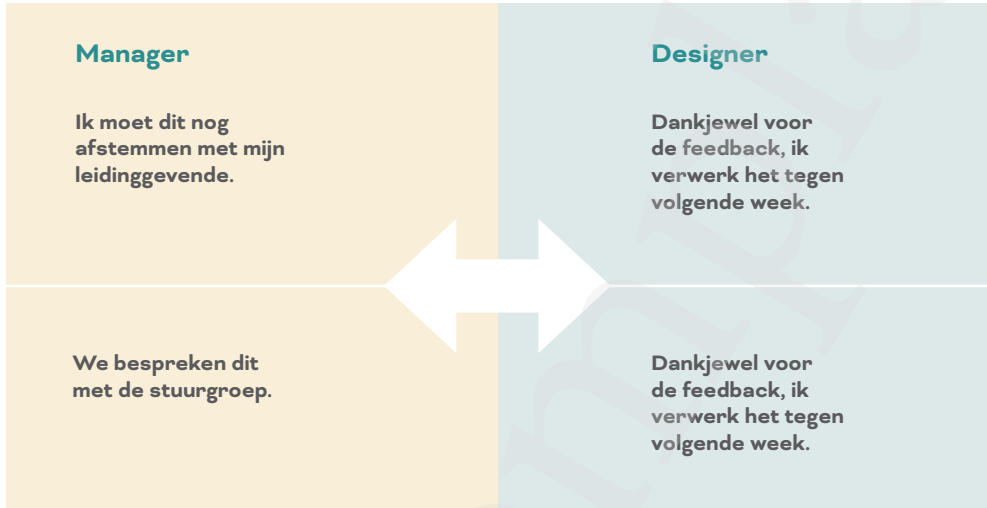 Manager
Ik moet dit nog
afstemmen met mijn
leidinggevende.
Designer
Dankjewel voor
de feedback, ik
verwerk het tegen
volgende week.
We bespreken dit
met de stuurgroep.
Dankjewel voor
de feedback, ik
verwerk het tegen
volgende week.